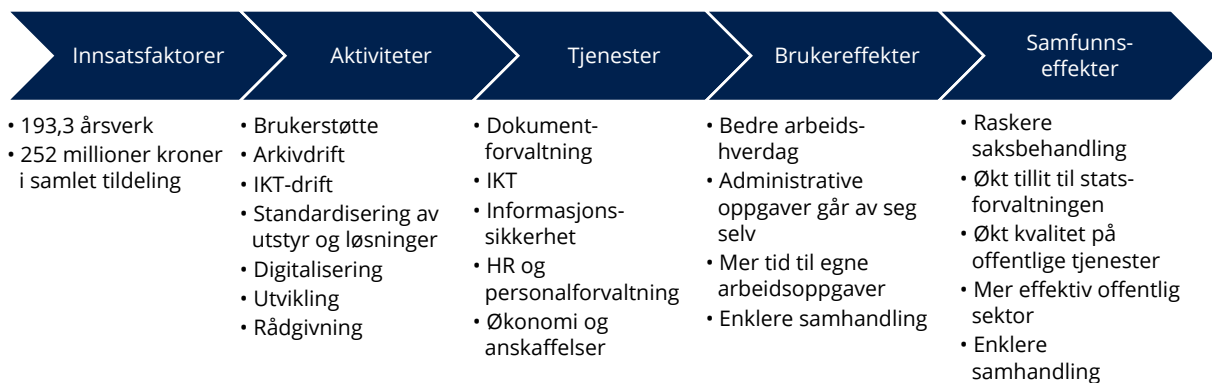 Innsatsfaktorer
Aktiviteter
Tjenester
Brukereffekter
Samfunns-
effekter
• 193,3 årsverk
• 252 millioner kroner
i samlet tildeling
• Brukerstøtte
• Arkivdrift
• IKT-drift
• Standardisering av
utstyr og løsninger
• Digitalisering
• Utvikling
• Rådgivning
• Dokument-
forvaltning
• IKT
• Informasjons-
sikkerhet
• HR og
personalforvaltning
• Økonomi og
anskaffelser
• Bedre arbeids-
hverdag
• Administrative
oppgaver går av seg
selv
• Mer tid til egne
arbeidsoppgaver
• Enklere samhandling
• Raskere
saksbehandling
• Økt tillit til stats-
forvaltningen
• Økt kvalitet på
offentlige tjenester
• Mer effektiv offentlig
sektor
• Enklere
samhandling